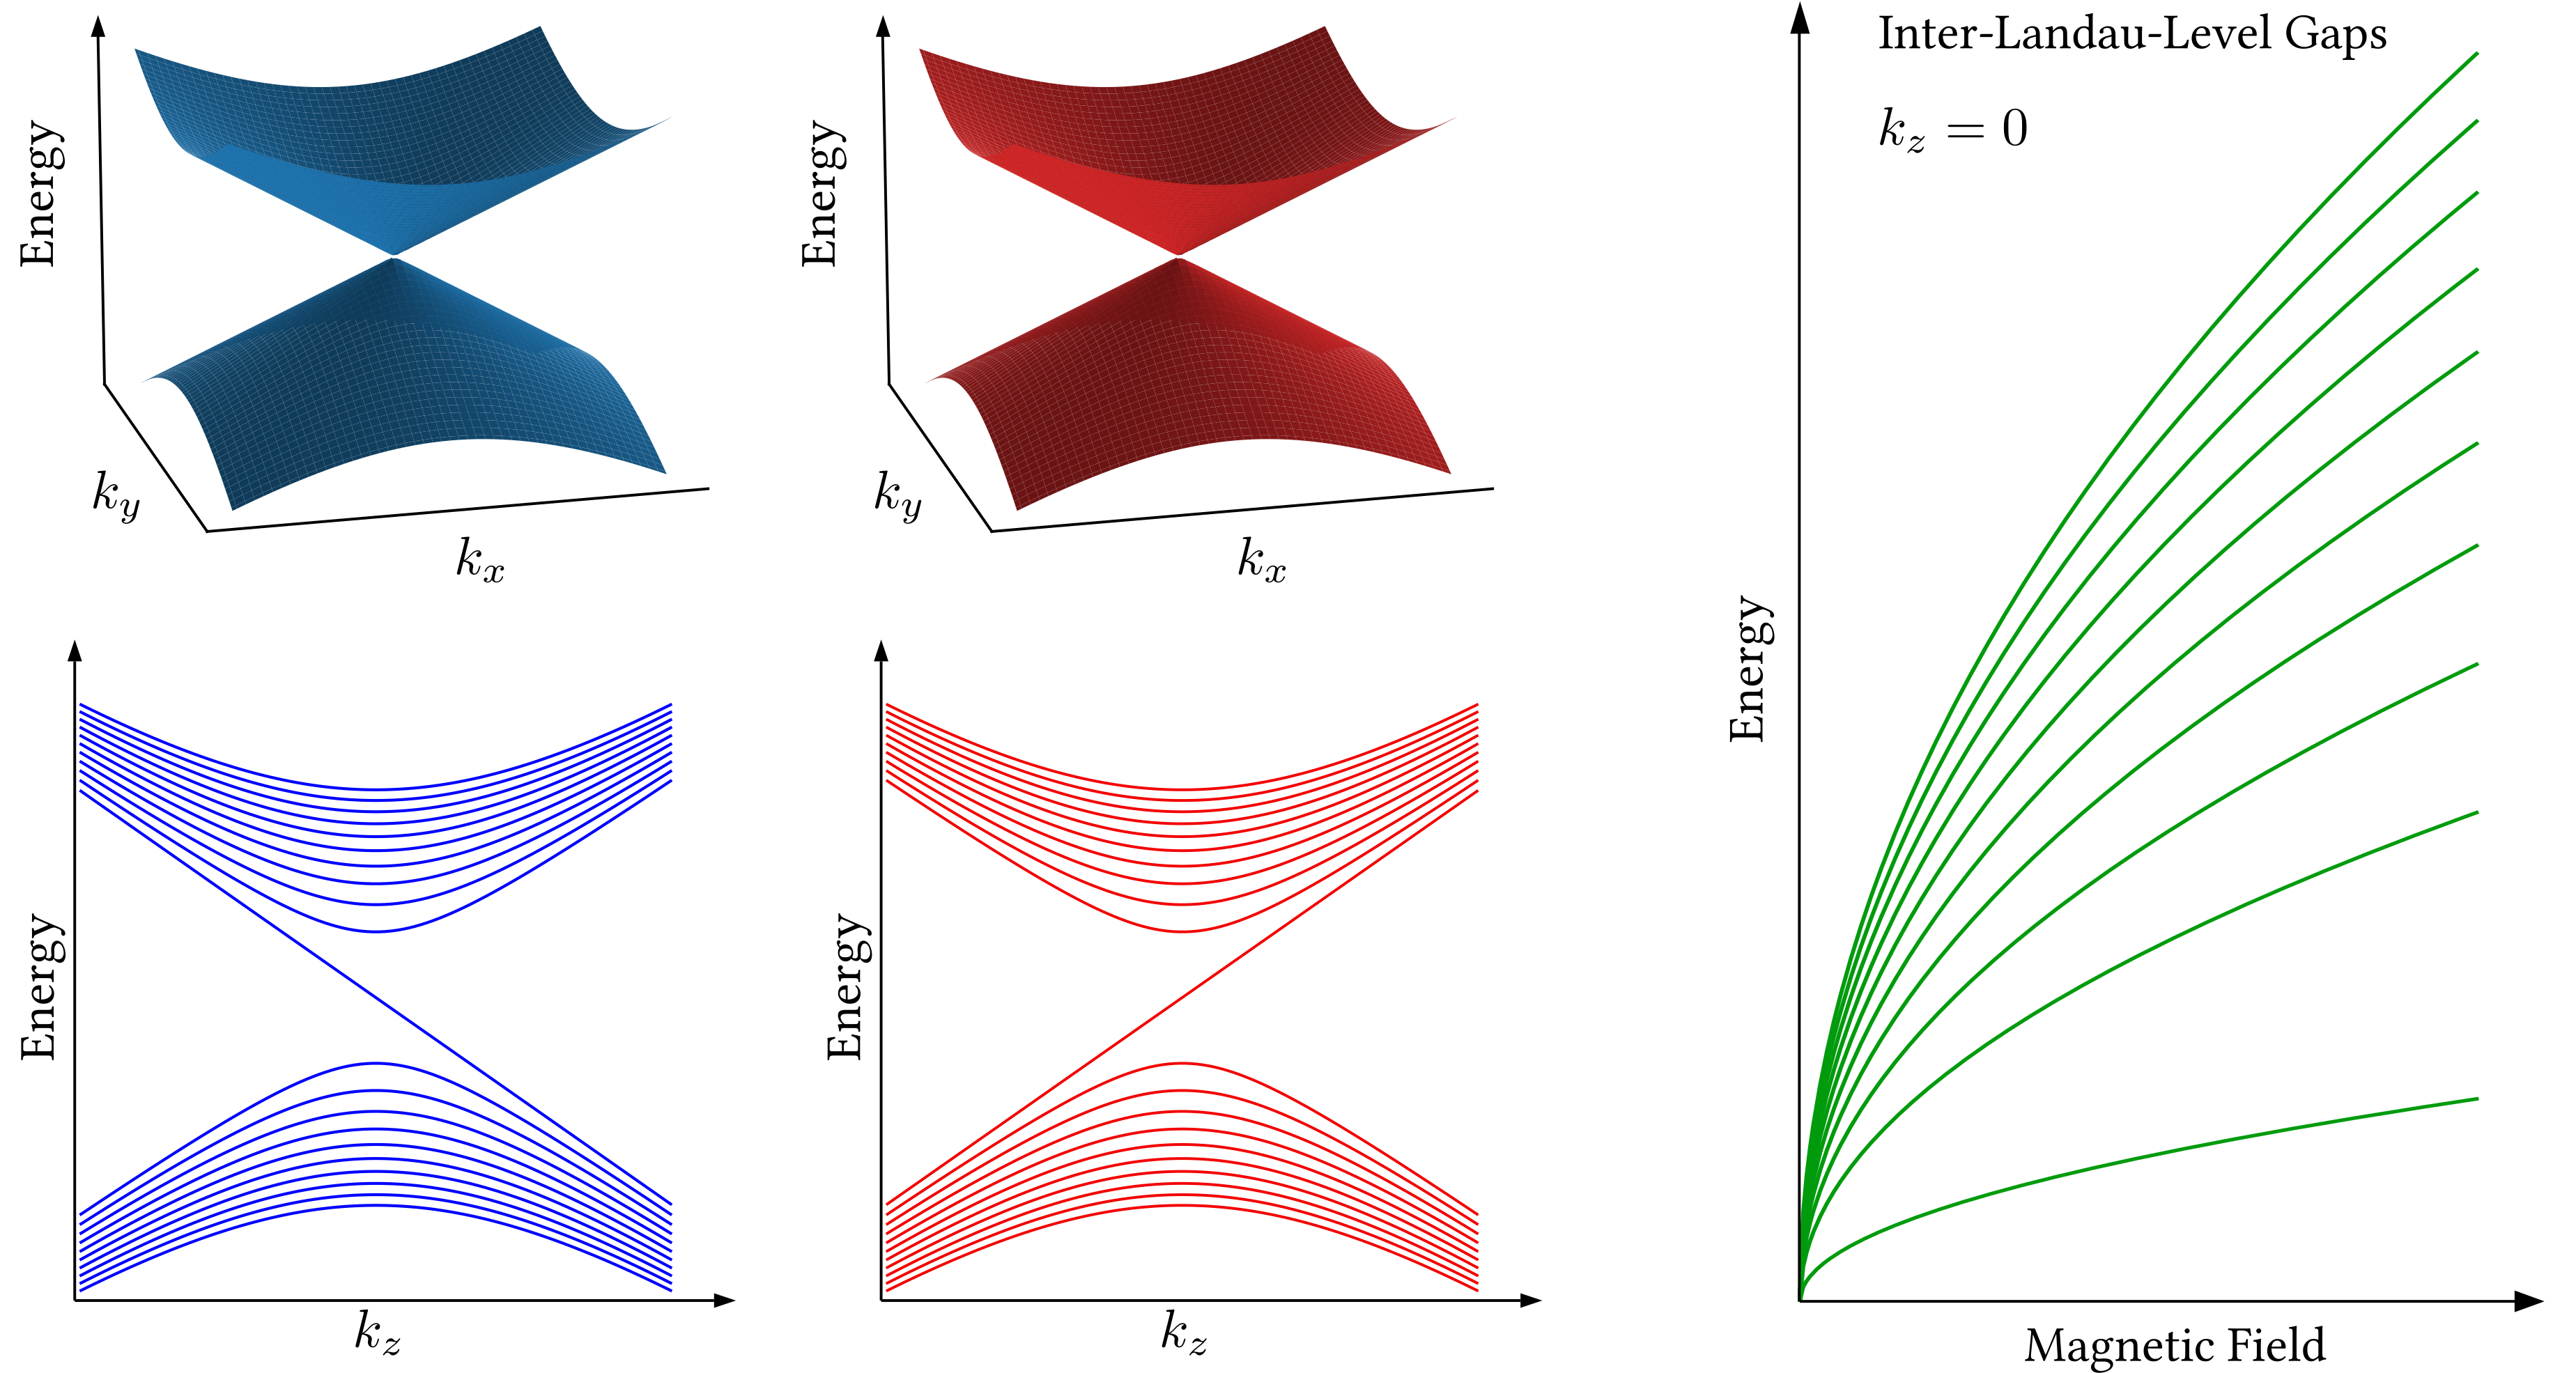 Energy
k_y
k_x
Energy
k_y
k_x
Energy
k_z
Energy
k_z
Inter-Landau-Level Gaps
k_z = 0
Energy
Magnetic Field